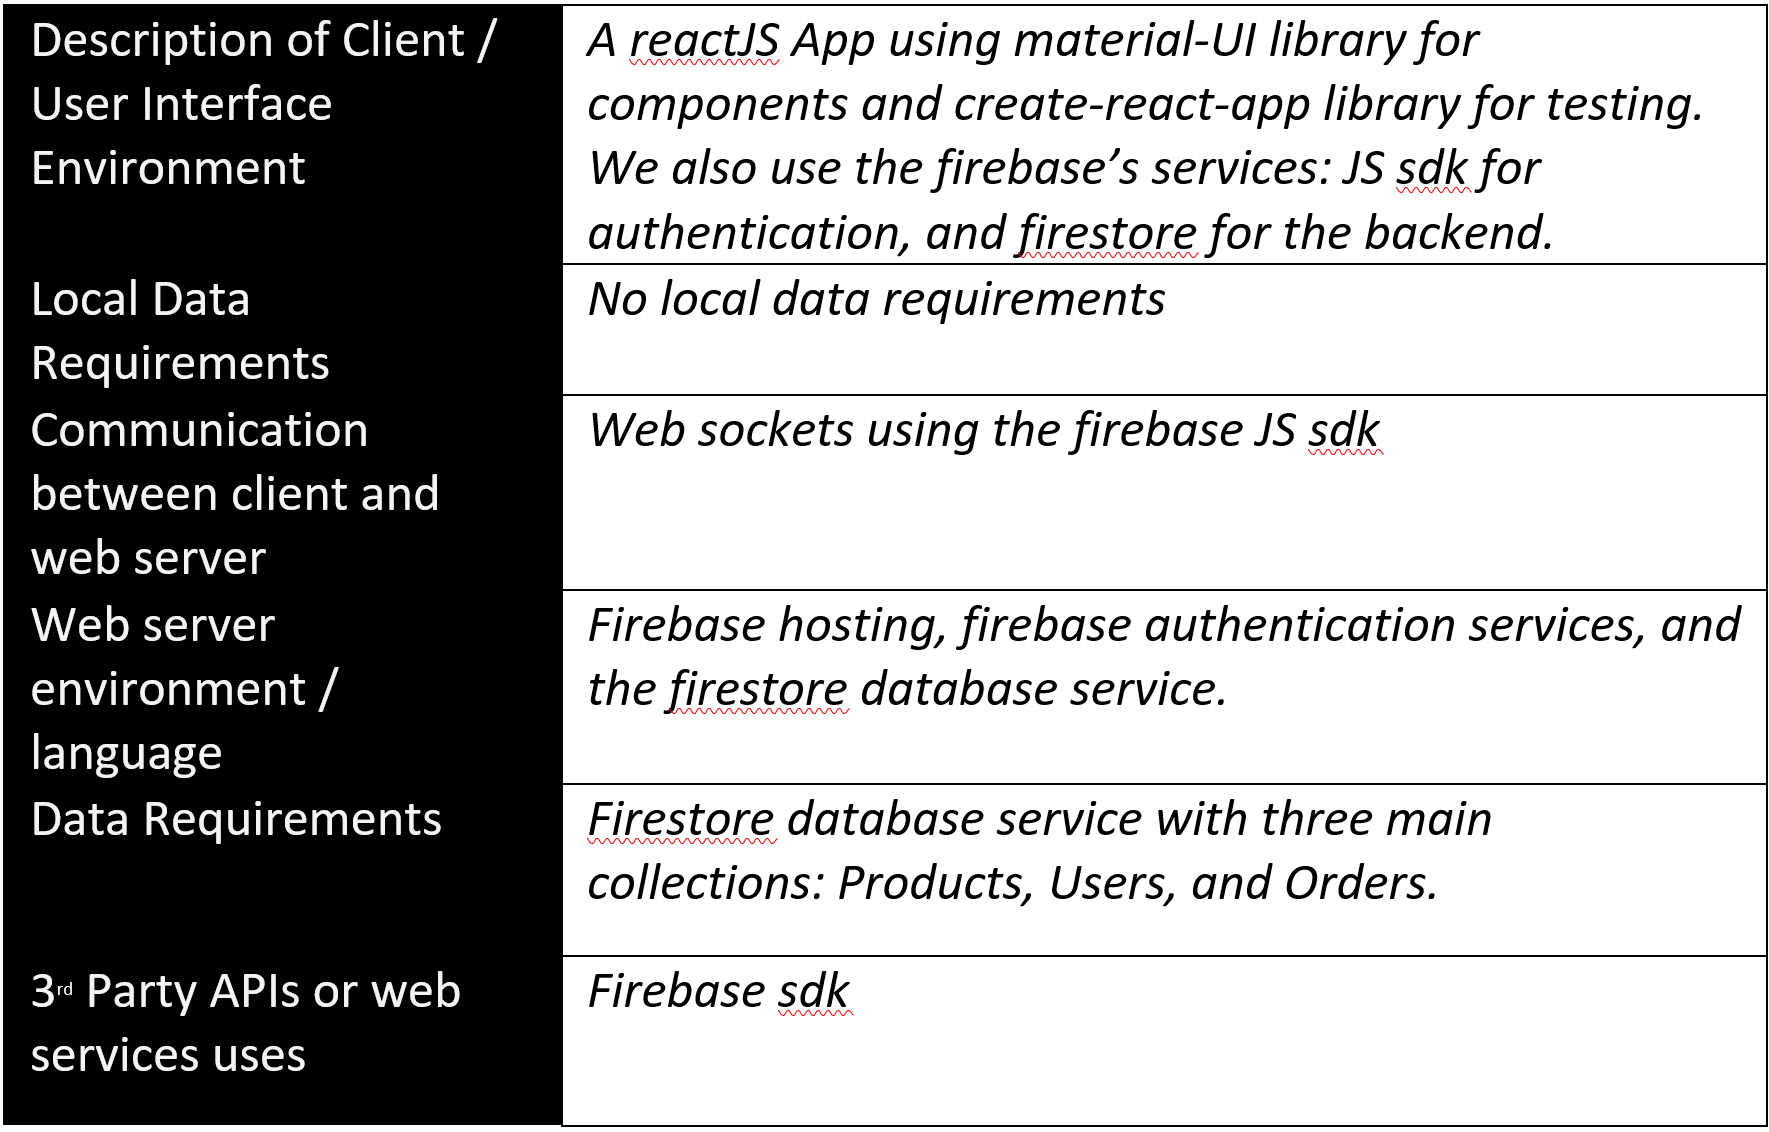 Description of Client /
User Interface
Environment
A reactJS App using material-UI library for
components and create-react-app library for testing.
We also use the firebase’s services: JS sdk for
authentication, and firestore for the backend.
Local Data
Requirements
No local data requirements
Communication
between client and
web server
Web sockets using the firebase JS sdk
Web server
environment /
language
Firebase hosting, firebase authentication services, and
the firestore database service.
Data Requirements
Firestore database service with three main
collections: Products, Users, and Orders.
3rd Party APIs or web
services uses
Firebase sdk